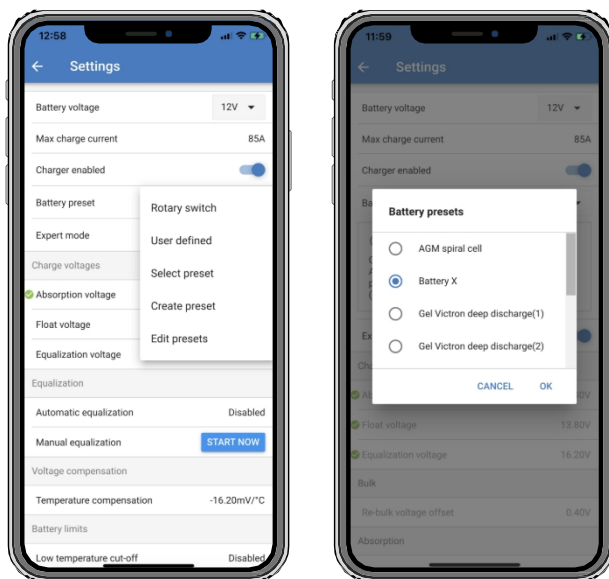 12:58
Settings
Battery voltage 12V
Max charge current 85A
Charger enabled
Battery preset
Expert mode
Rotary switch
User defined
Select preset
Create preset
Edit presets
Charge voltages
Absorption voltage
Float voltage
Equalization voltage
Equalization
Automatic equalization Disabled
Manual equalization START NOW
Voltage compensation
Temperature compensation -16.20mV/°C
Battery limits
Low temperature cut-off Disabled
11:59
Settings
Battery voltage 12V
Max charge current 85A
Charger enabled
Battery presets
AGM spiral cell
Battery X
Gel Victron deep discharge(1)
Gel Victron deep discharge(2)
CANCEL OK
Float voltage 13.80V
Equalization voltage 16.20V
Bulk
Re-bulk voltage offset 0.40V
Absorption